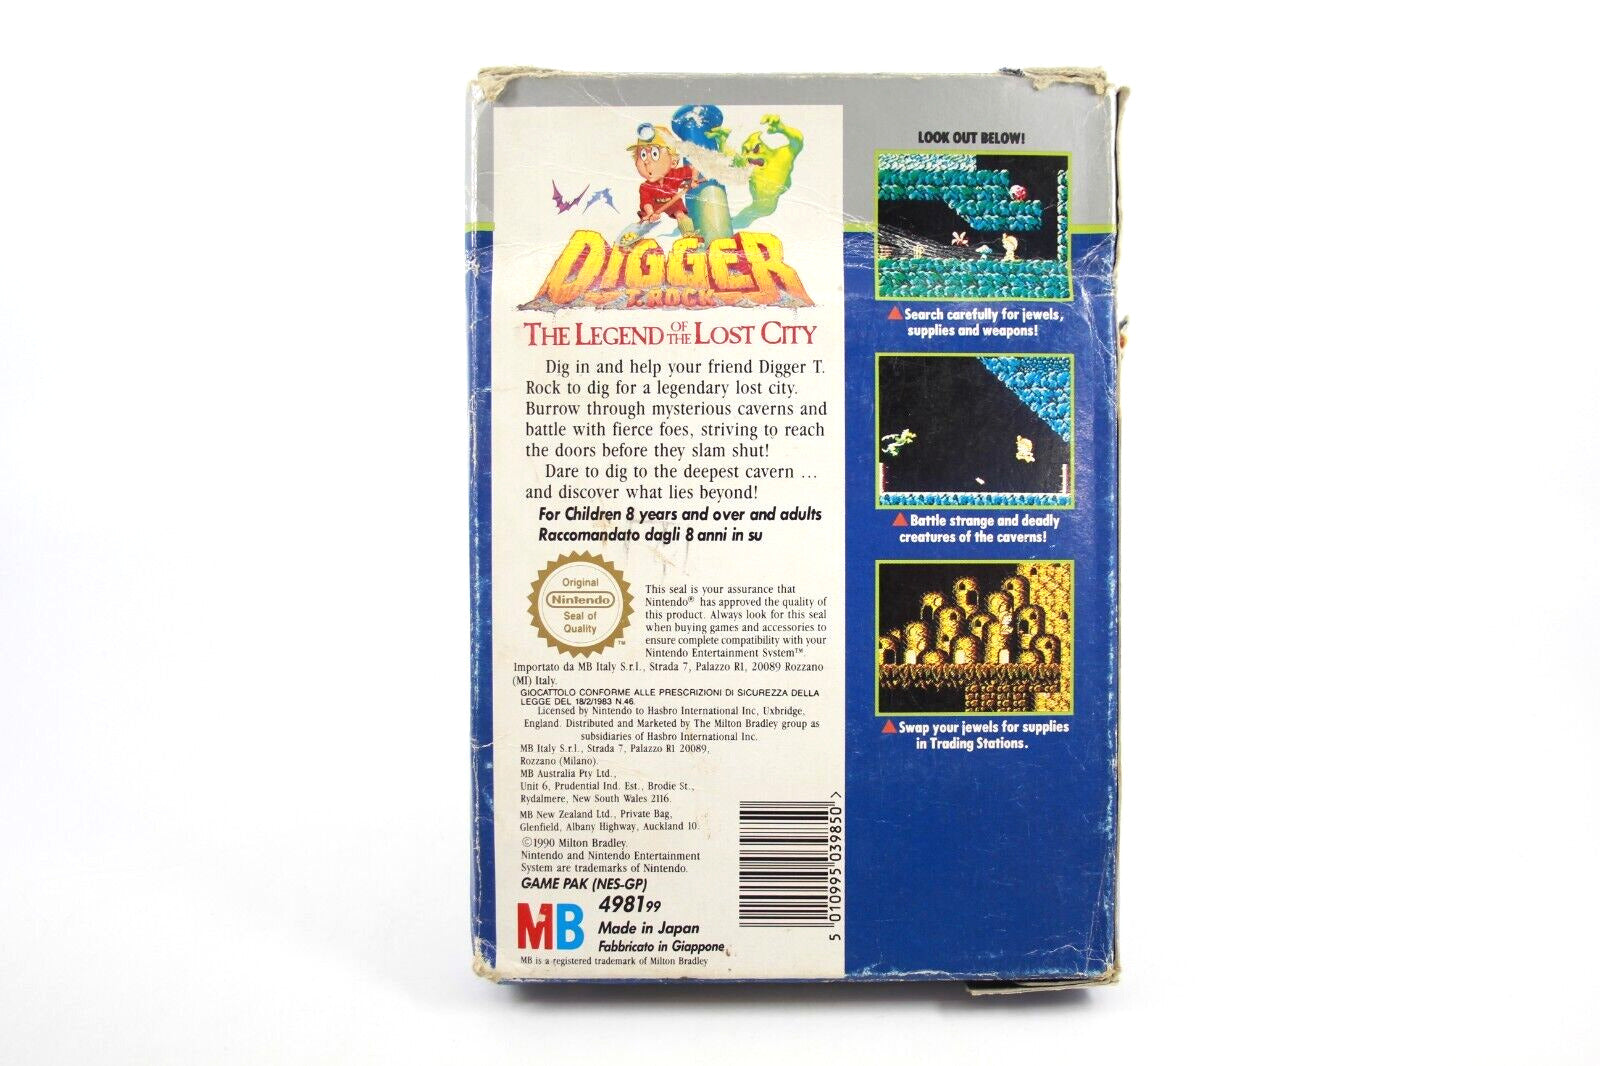 DIGGER
T. ROCK
THE LEGEND OF THE LOST CITY
Dig in and help your friend Digger T.
Rock to dig for a legendary lost city.
Burrow through mysterious caverns and
battle with fierce foes, striving to reach
the doors before they slam shut!
Dare to dig to the deepest cavern ...
and discover what lies beyond!
For Children 8 years and over and adults
Raccomandato dagli 8 anni in su
Original
Nintendo
Seal of
Quality
TM
This seal is your assurance that
Nintendo® has approved the quality of
this product. Always look for this seal
when buying games and accessories to
ensure complete compatibility with your
Nintendo Entertainment System™.
Importato da MB Italy S.r.l., Strada 7, Palazzo R1, 20089 Rozzano
(MI) Italy.
GIOCATTOLO CONFORME ALLE PRESCRIZIONI DI SICUREZZA DELLA
LEGGE DEL 18/2/1983 N.46.
Licensed by Nintendo to Hasbro International Inc, Uxbridge,
England. Distributed and Marketed by The Milton Bradley group as
subsidiaries of Hasbro International Inc.
MB Italy S.r.l., Strada 7, Palazzo R1 20089,
Rozzano (Milano).
MB Australia Pty Ltd.,
Unit 6, Prudential Ind. Est., Brodie St.,
Rydalmere, New South Wales 2116.
MB New Zealand Ltd., Private Bag,
Glenfield, Albany Highway, Auckland 10.
©1990 Milton Bradley.
Nintendo and Nintendo Entertainment
System are trademarks of Nintendo.
GAME PAK (NES-GP)
MB
498199
Made in Japan
Fabbricato in Giappone
MB is a registered trademark of Milton Bradley
5 010995 039850 >
LOOK OUT BELOW!
▲Search carefully for jewels,
supplies and weapons!
▲Battle strange and deadly
creatures of the caverns!
▲Swap your jewels for supplies
in Trading Stations.